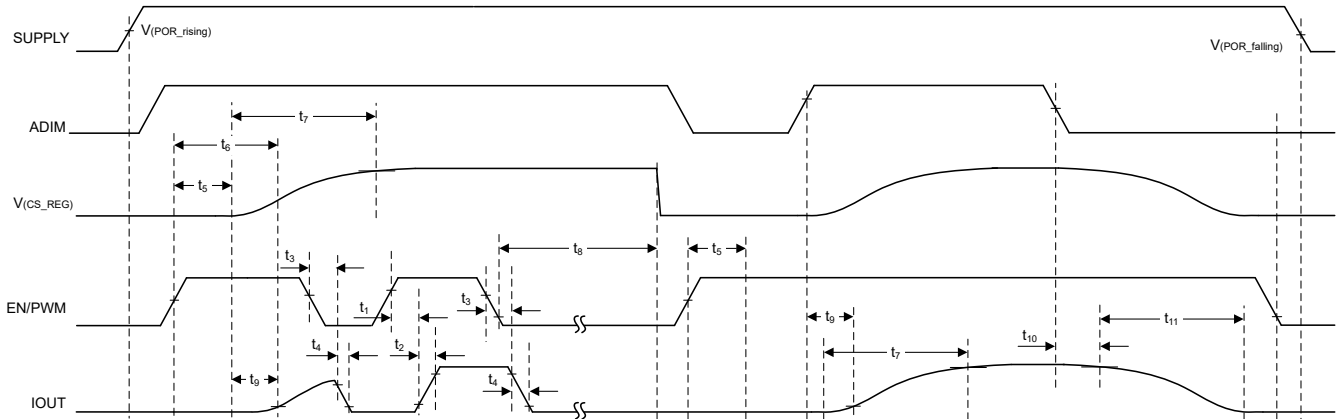 SUPPLY
V(POR_rising)
V(POR_falling)
ADIM
t7
t6
t5
V(CS_REG)
t8
t5
t3
EN/PWM
t1
t3
t9
t11
t10
t4
t2
t7
t4
t9
IOUT